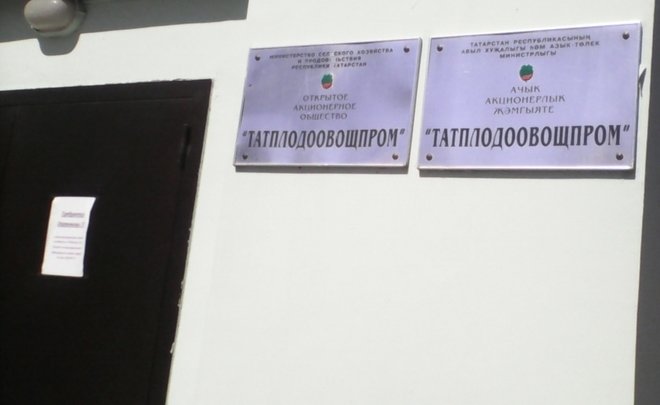 МИНИСТЕРСТВО СЕЛЬСКОГО ХОЗЯЙСТВА
И ПРОДОВОЛЬСТВИЯ
РЕСПУБЛИКИ ТАТАРСТАН
ОТКРЫТОЕ
АКЦИОНЕРНОЕ
ОБЩЕСТВО
"ТАТПЛОДООВОЩПРОМ"
ТАТАРСТАН РЕСПУБЛИКАСЫНЫҢ
АВЫЛ ХУҖАЛЫГЫ ҺӘМ АЗЫК-ТӨЛЕК
МИНИСТРЛЫГЫ
АЧЫК
АКЦИОНЕРЛЫК
ҖӘМГЫЯТЕ
"ТАТПЛОДООВОЩПРОМ"